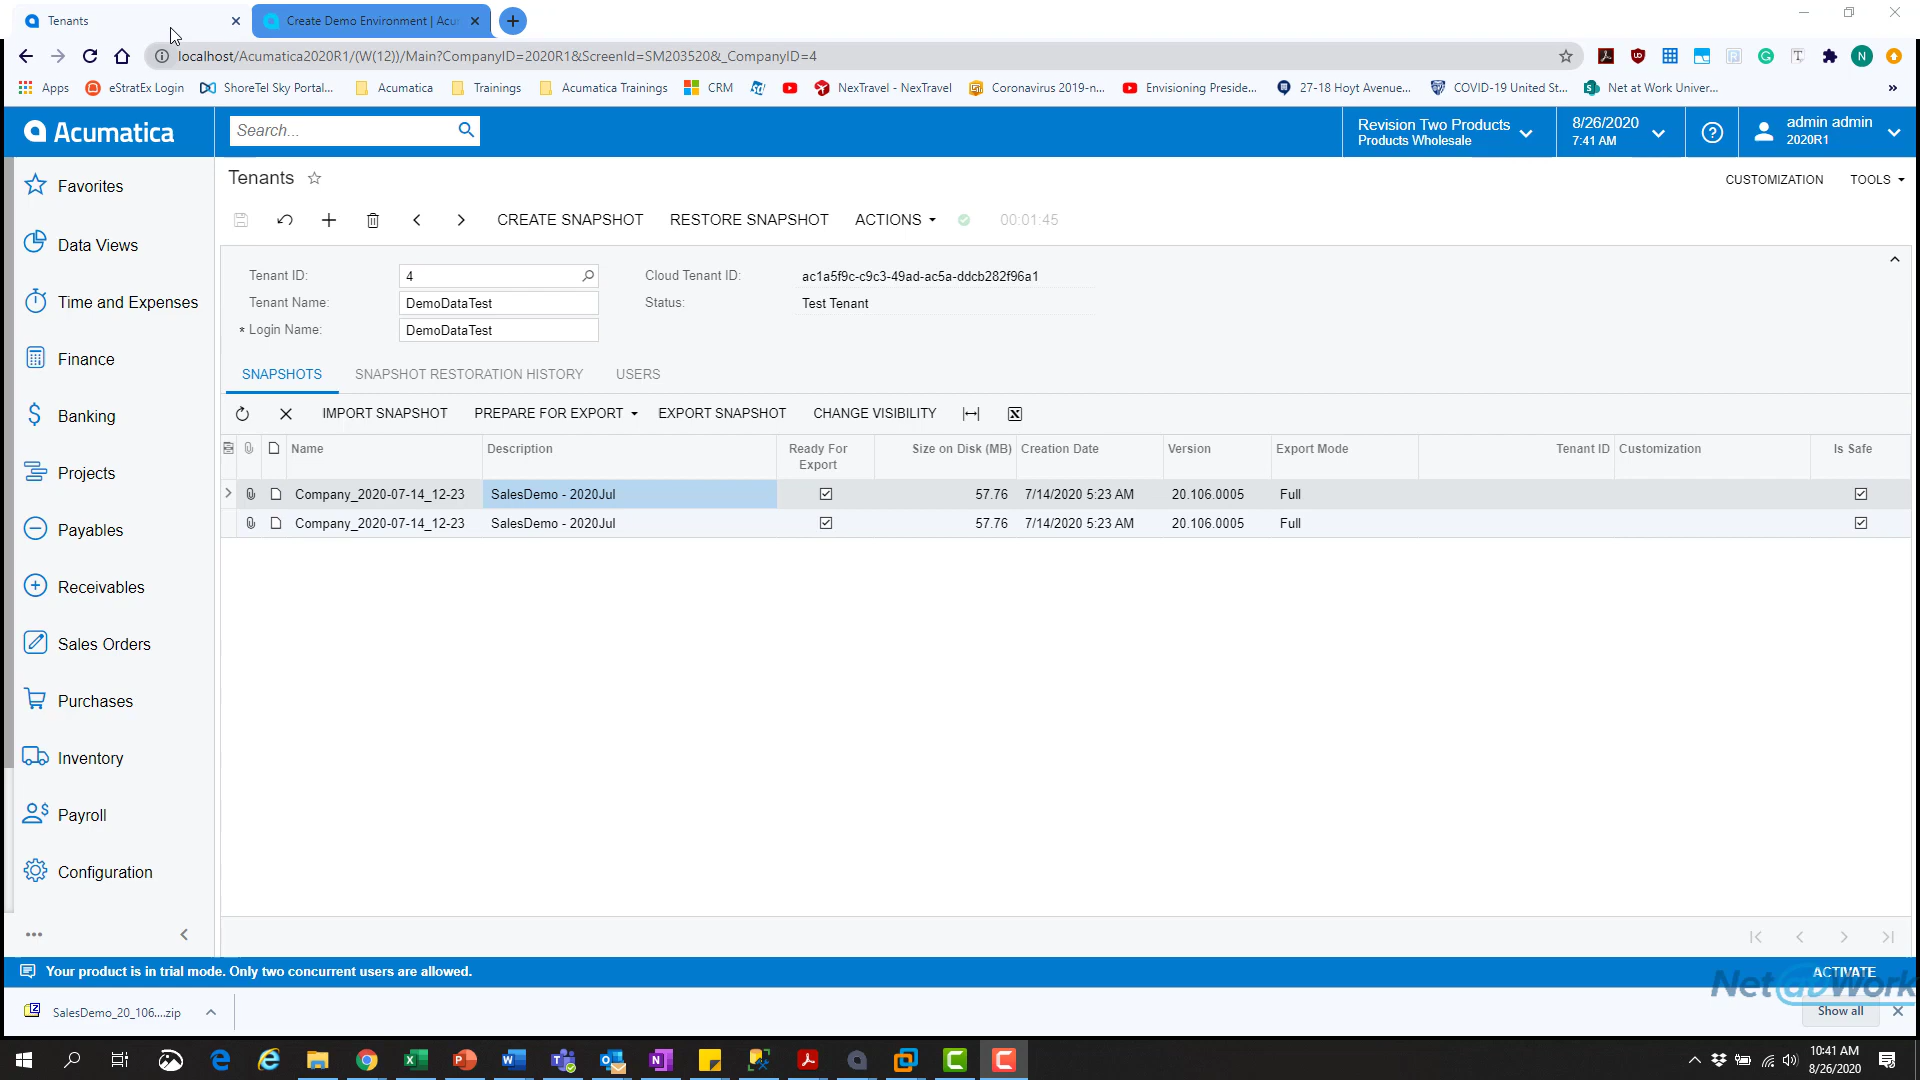 Tenants
Create Demo Environment | Acu
localhost/Acumatica2020R1/(W(12))/Main?CompanyID=2020R1&ScreenId=SM203520&_CompanyID=4
Apps
eStratEx Login
ShoreTel Sky Portal...
Acumatica
Trainings
Acumatica Trainings
CRM
NexTravel - NexTravel
Coronavirus 2019-n...
Envisioning Preside...
27-18 Hoyt Avenue...
COVID-19 United St...
Net at Work Univer...
»
Acumatica
Search...
Revision Two Products
Products Wholesale
8/26/2020
7:41 AM
admin admin
2020R1
Favorites
Data Views
Time and Expenses
Finance
Banking
Projects
Payables
Receivables
Sales Orders
Purchases
Inventory
Payroll
Configuration
Tenants
CUSTOMIZATION
TOOLS
CREATE SNAPSHOT
RESTORE SNAPSHOT
ACTIONS
00:01:45
Tenant ID: 4
Cloud Tenant ID: ac1a5f9c-c9c3-49ad-ac5a-ddcb282f96a1
Tenant Name: DemoDataTest
Status: Test Tenant
* Login Name: DemoDataTest
SNAPSHOTS
SNAPSHOT RESTORATION HISTORY
USERS
IMPORT SNAPSHOT
PREPARE FOR EXPORT
EXPORT SNAPSHOT
CHANGE VISIBILITY
Name
Description
Ready For
Export
Size on Disk (MB)
Creation Date
Version
Export Mode
Tenant ID
Customization
Is Safe
Company_2020-07-14_12-23 SalesDemo - 2020Jul 57.76 7/14/2020 5:23 AM 20.106.0005 Full
Company_2020-07-14_12-23 SalesDemo - 2020Jul 57.76 7/14/2020 5:23 AM 20.106.0005 Full
Your product is in trial mode. Only two concurrent users are allowed.
ACTIVATE
Net at Work
SalesDemo_20_106....zip
Show all
10:41 AM
8/26/2020